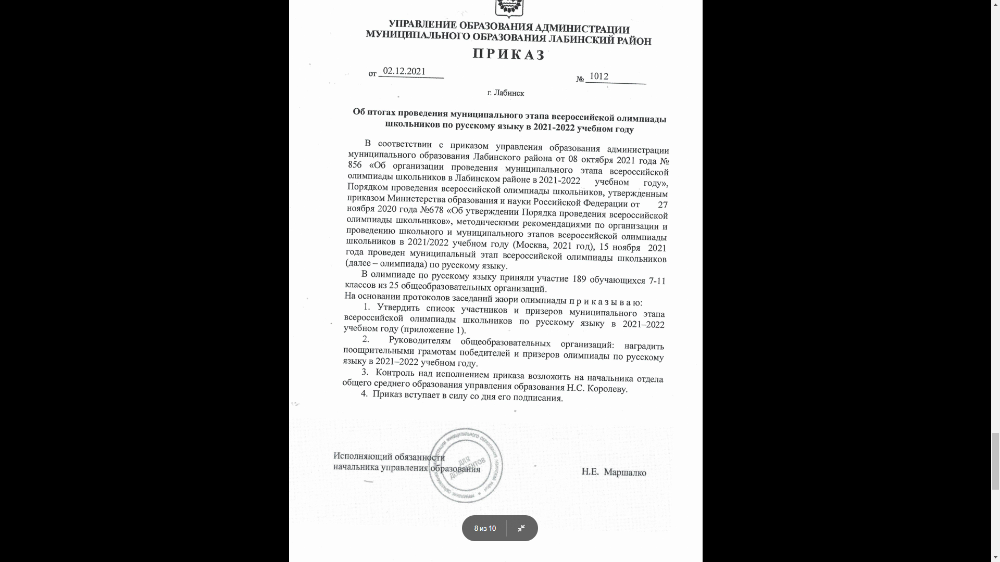 УПРАВЛЕНИЕ ОБРАЗОВАНИЯ АДМИНИСТРАЦИИ
МУНИЦИПАЛЬНОГО ОБРАЗОВАНИЯ ЛАБИНСКИЙ РАЙОН
П Р И К А З
от 02.12.2021 № 1012
г. Лабинск
Об итогах проведения муниципального этапа всероссийской олимпиады
школьников по русскому языку в 2021-2022 учебном году
В соответствии с приказом управления образования администрации
муниципального образования Лабинского района от 08 октября 2021 года №
856 «Об организации проведения муниципального этапа всероссийской
олимпиады школьников в Лабинском районе в 2021-2022 учебном году»,
Порядком проведения всероссийской олимпиады школьников, утвержденным
приказом Министерства образования и науки Российской Федерации от 27
ноября 2020 года №678 «Об утверждении Порядка проведения всероссийской
олимпиады школьников», методическими рекомендациями по организации и
проведению школьного и муниципального этапов всероссийской олимпиады
школьников в 2021/2022 учебном году (Москва, 2021 год), 15 ноября 2021
года проведен муниципальный этап всероссийской олимпиады школьников
(далее – олимпиада) по русскому языку.
В олимпиаде по русскому языку приняли участие 189 обучающихся 7-11
классов из 25 общеобразовательных организаций.
На основании протоколов заседаний жюри олимпиады п р и к а з ы в а ю:
1. Утвердить список участников и призеров муниципального этапа
всероссийской олимпиады школьников по русскому языку в 2021–2022
учебном году (приложение 1).
2. Руководителям общеобразовательных организаций: наградить
поощрительными грамотам победителей и призеров олимпиады по русскому
языку в 2021–2022 учебном году.
3. Контроль над исполнением приказа возложить на начальника отдела
общего среднего образования управления образования Н.С. Королеву.
4. Приказ вступает в силу со дня его подписания.
Исполняющий обязанности
начальника управления образования Н.Е. Маршалко
УПРАВЛЕНИЕ ОБРАЗОВАНИЯ АДМИНИСТРАЦИИ МУНИЦИПАЛЬНОГО ОБРАЗОВАНИЯ ЛАБИНСКИЙ РАЙОН
ДЛЯ
ДОКУМЕНТОВ
8 из 10